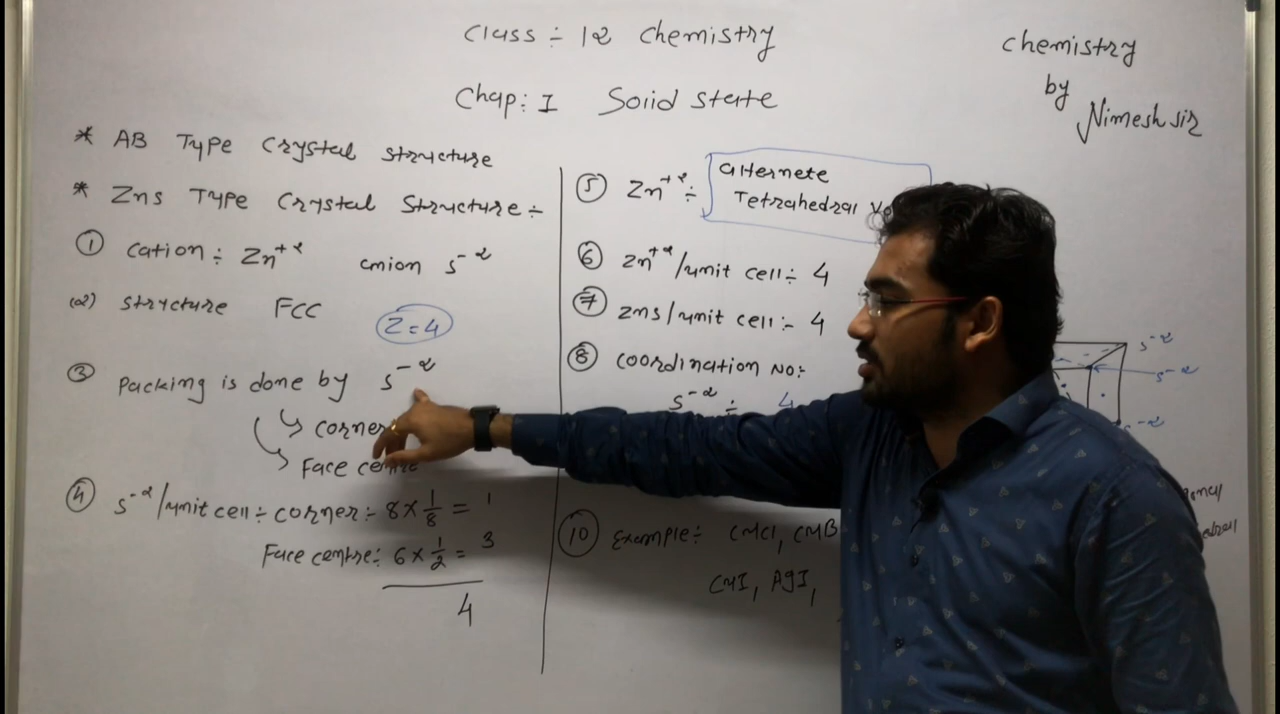 Class ÷ 12 Chemistry
Chap: I Solid state
Chemistry
by
Nimesh sir
* AB Type Crystal Structure
* Zns Type Crystal Structure ÷
① cation ÷ Zn⁺² anion s⁻²
(2) structure FCC
Z = 4
③ Packing is done by s⁻²
↳ corner
↳ Face centre
④ s⁻²/unit cell ÷ corner ÷ 8 × 1/8 = 1
Face centre: 6 × 1/2 = 3
4
⑤ Zn⁺² ÷ alternete
Tetrahedral
⑥ Zn⁺²/unit cell ÷ 4
⑦ zns/unit cell :- 4
⑧ coordination No:
s⁻² ÷ 4
⑩ Example ÷ CuCl,
CuI, AgI,
s⁻²
s⁻²
s⁻²